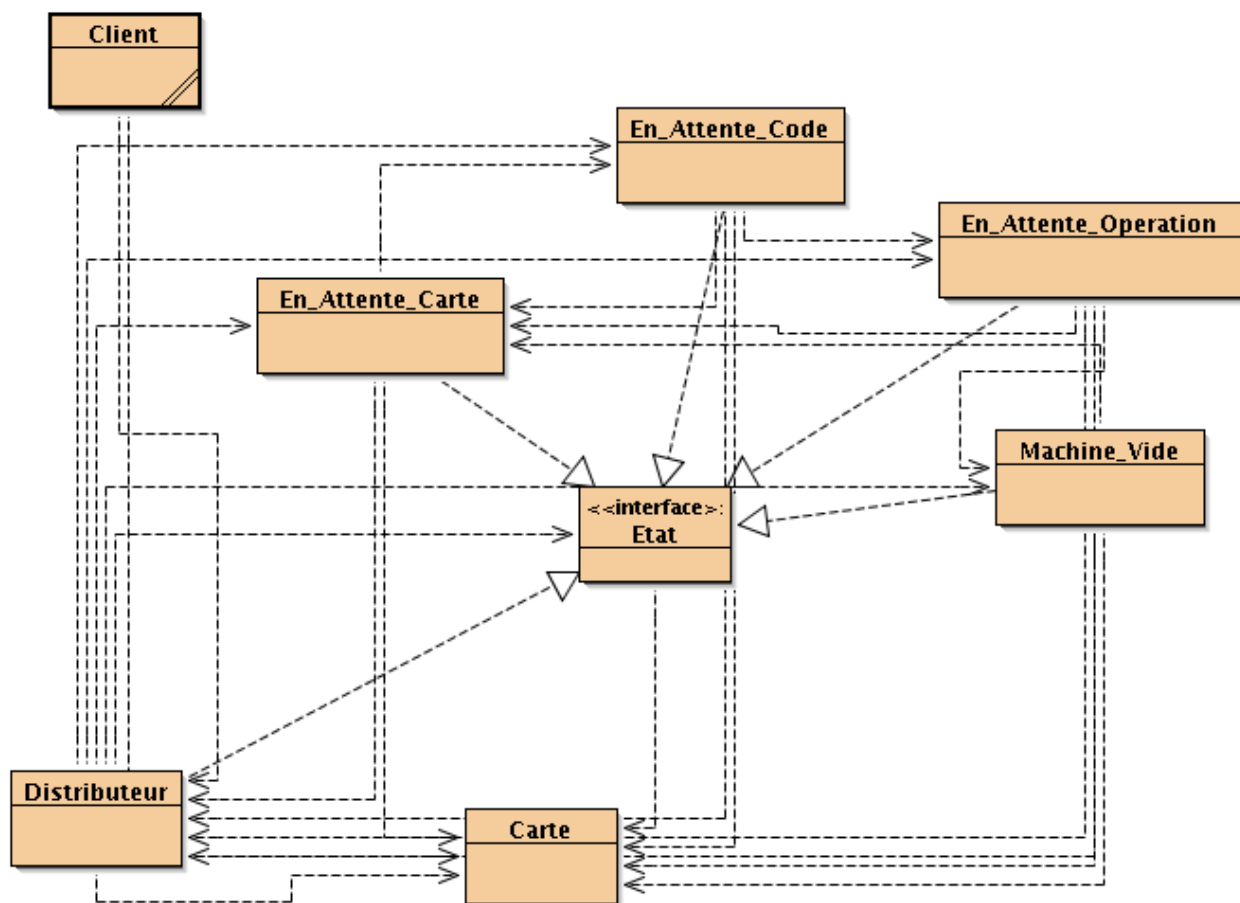 Client
En_Attente_Code
En_Attente_Operation
En_Attente_Carte
Machine_Vide
<<interface>:
Etat
Distributeur
Carte